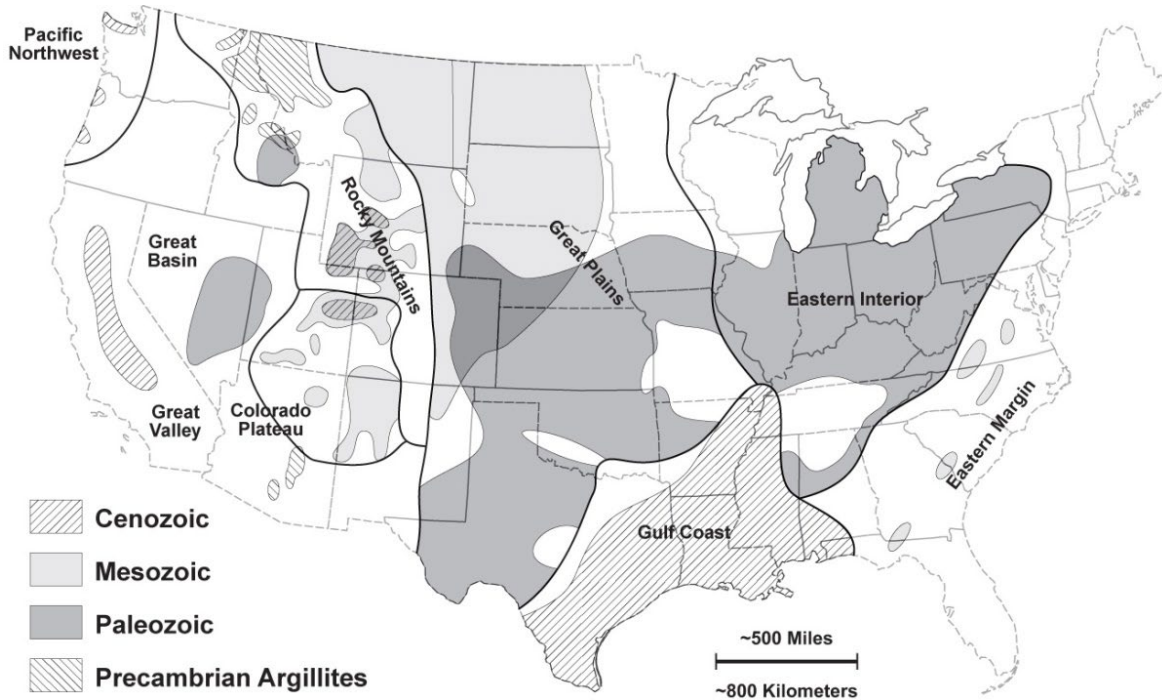 Pacific
Northwest
Rocky Mountains
Great
Basin
Great Plains
Eastern Interior
Great
Valley
Colorado
Plateau
Eastern Margin
Gulf Coast
Cenozoic
Mesozoic
Paleozoic
Precambrian Argillites
~500 Miles
~800 Kilometers